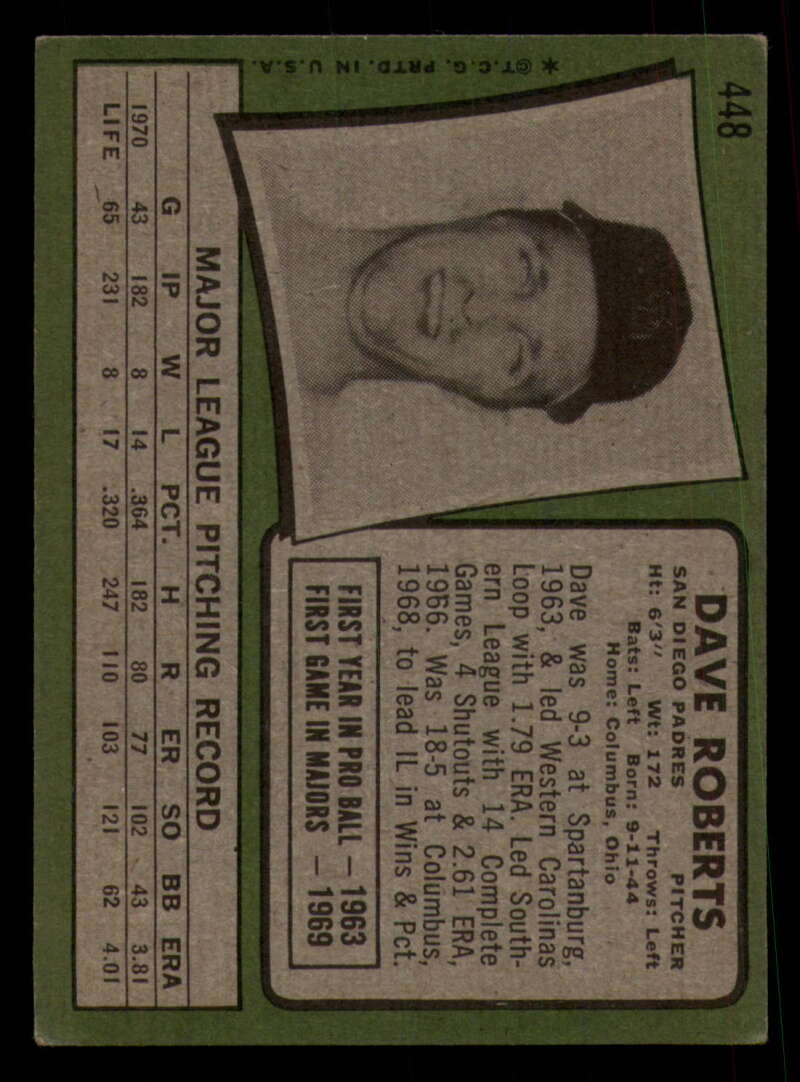 448
✶ ©T.C.G. PRTD. IN U.S.A.
DAVE ROBERTS
SAN DIEGO PADRES PITCHER
Ht: 6'3" Wt: 172 Throws: Left
Bats: Left Born: 9-11-44
Home: Columbus, Ohio
Dave was 9-3 at Spartanburg,
1963, & led Western Carolinas
Loop with 1.79 ERA. Led South-
ern League with 14 Complete
Games, 4 Shutouts & 2.61 ERA,
1966. Was 18-5 at Columbus,
1968, to lead IL in Wins & Pct.
FIRST YEAR IN PRO BALL — 1963
FIRST GAME IN MAJORS — 1969
MAJOR LEAGUE PITCHING RECORD
G IP W L PCT. H R ER SO BB ERA
1970 43 182 8 14 .364 182 80 77 102 43 3.81
LIFE 65 231 8 17 .320 247 110 103 121 62 4.01